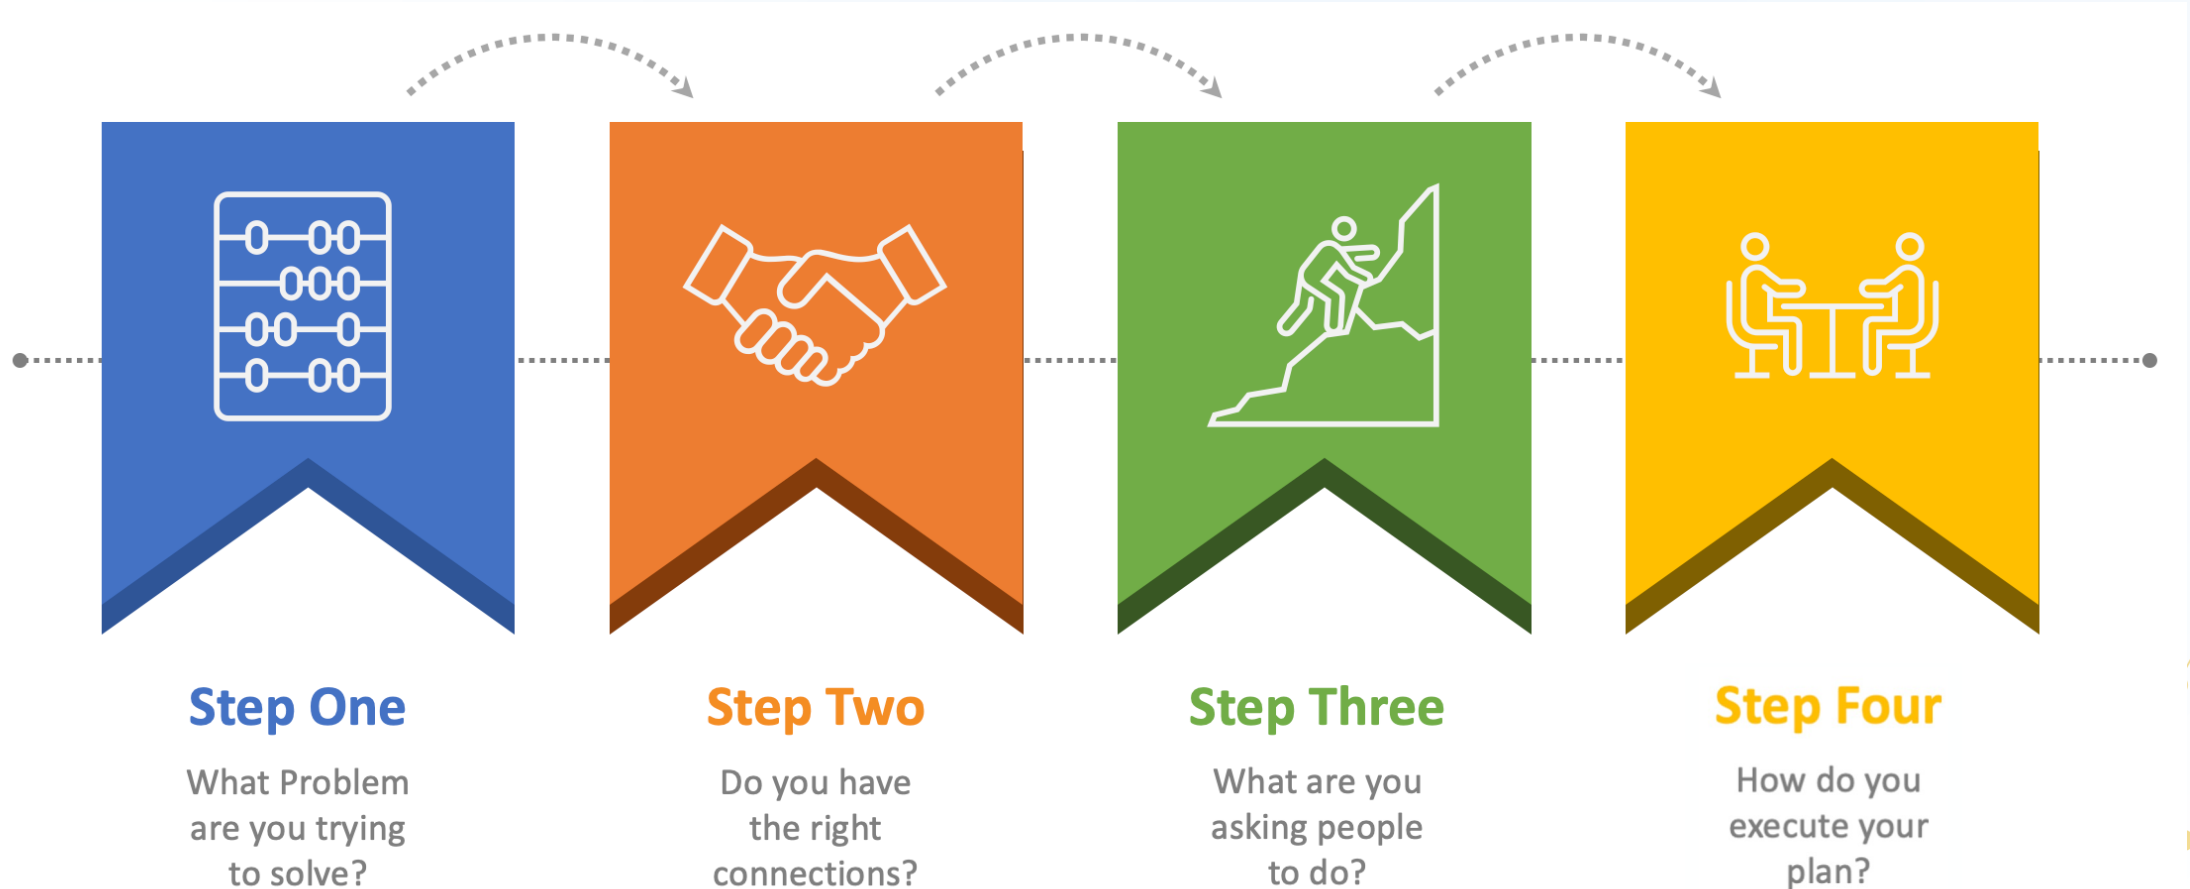 Step One
What Problem
are you trying
to solve?
Step Two
Do you have
the right
connections?
Step Three
What are you
asking people
to do?
Step Four
How do you
execute your
plan?